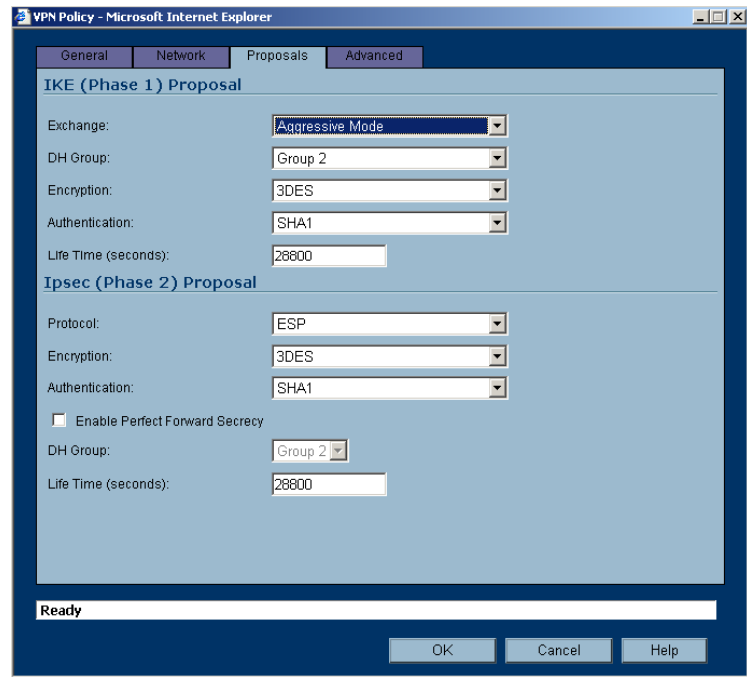 VPN Policy - Microsoft Internet Explorer
General Network Proposals Advanced
IKE (Phase 1) Proposal
Exchange: Aggressive Mode
DH Group: Group 2
Encryption: 3DES
Authentication: SHA1
Life Time (seconds): 28800
Ipsec (Phase 2) Proposal
Protocol: ESP
Encryption: 3DES
Authentication: SHA1
Enable Perfect Forward Secrecy
DH Group: Group 2
Life Time (seconds): 28800
Ready
OK Cancel Help